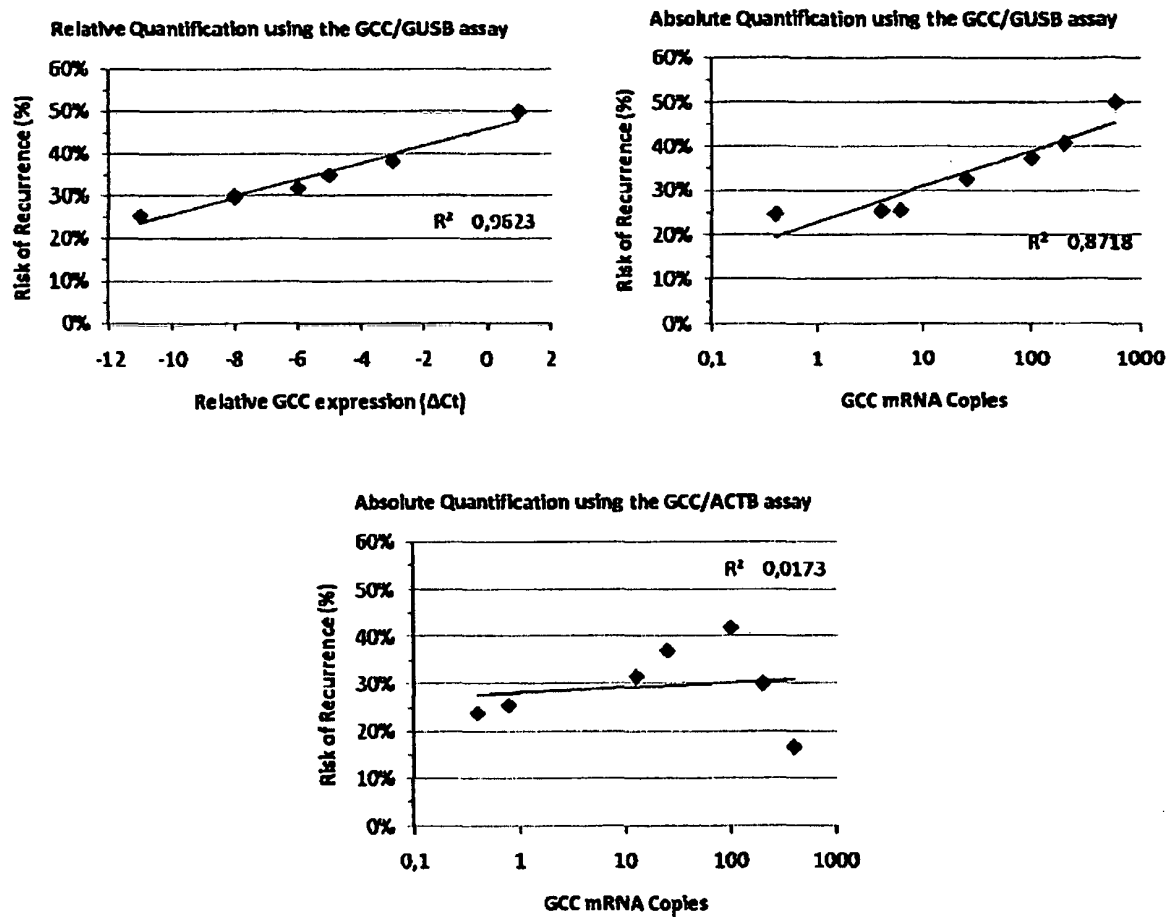 Relative Quantification using the GCC/GUSB assay
60%
50%
40%
30%
20%
10%
0%
Risk of Recurrence (%)
R² 0,9623
-12 -10 -8 -6 -4 -2 0 2
Relative GCC expression (ΔCt)
Absolute Quantification using the GCC/GUSB assay
60%
50%
40%
30%
20%
10%
0%
Risk of Recurrence (%)
R² 0,8718
0,1 1 10 100 1000
GCC mRNA Copies
Absolute Quantification using the GCC/ACTB assay
60%
50%
40%
30%
20%
10%
0%
Risk of Recurrence (%)
R² 0,0173
0,1 1 10 100 1000
GCC mRNA Copies